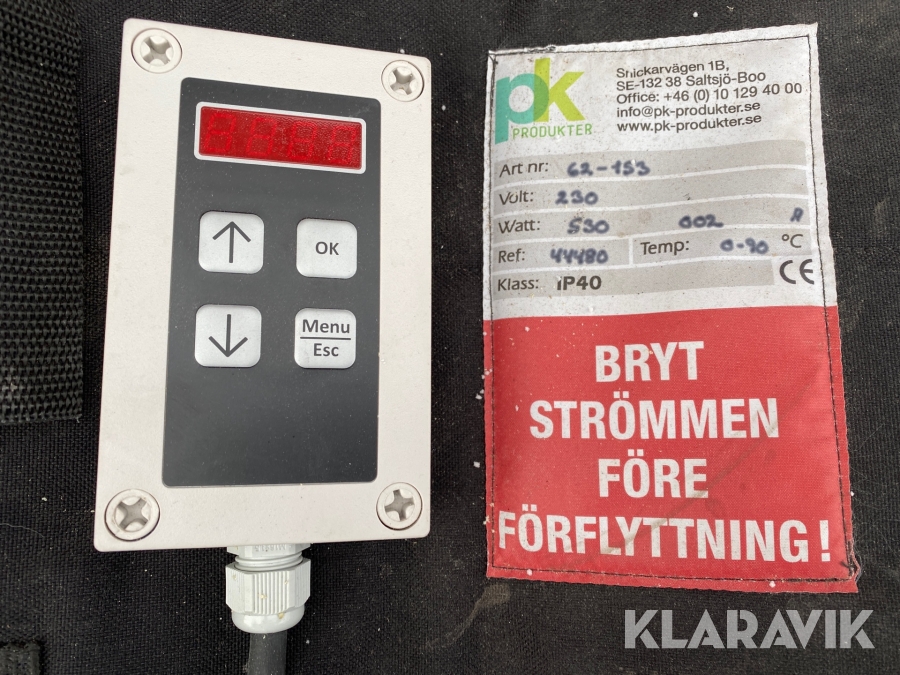 OK
Menu
Esc
pk
PRODUKTER
Snickarvägen 1B,
SE-132 38 Saltsjö-Boo
Office: +46 (0) 10 129 40 00
info@pk-produkter.se
www.pk-produkter.se
Art nr: 62-153
Volt: 230
Watt: 530 002 A
Ref: 44480 Temp: 0-90 °C
Klass: IP40 CE
BRYT
STRÖMMEN
FÖRE
FÖRFLYTTNING!
KLARAVIK